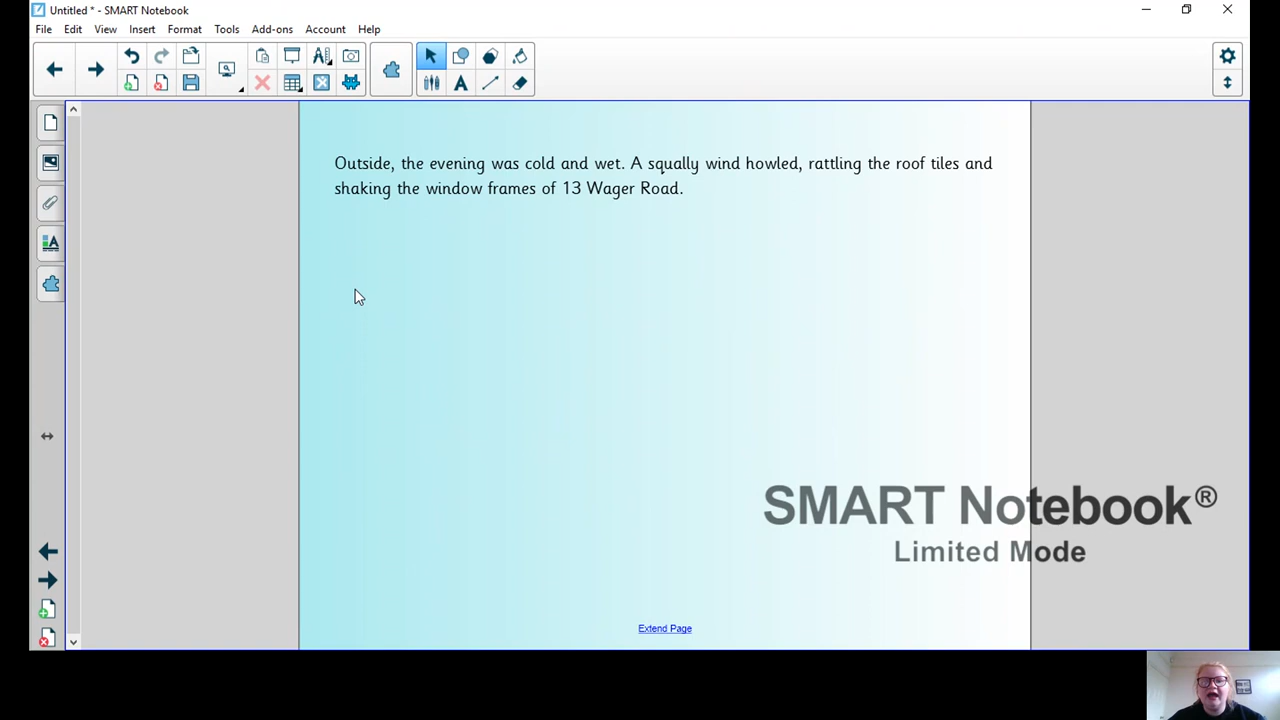 Untitled * - SMART Notebook
File Edit View Insert Format Tools Add-ons Account Help
Outside, the evening was cold and wet. A squally wind howled, rattling the roof tiles and
shaking the window frames of 13 Wager Road.
SMART Notebook®
Limited Mode
Extend Page